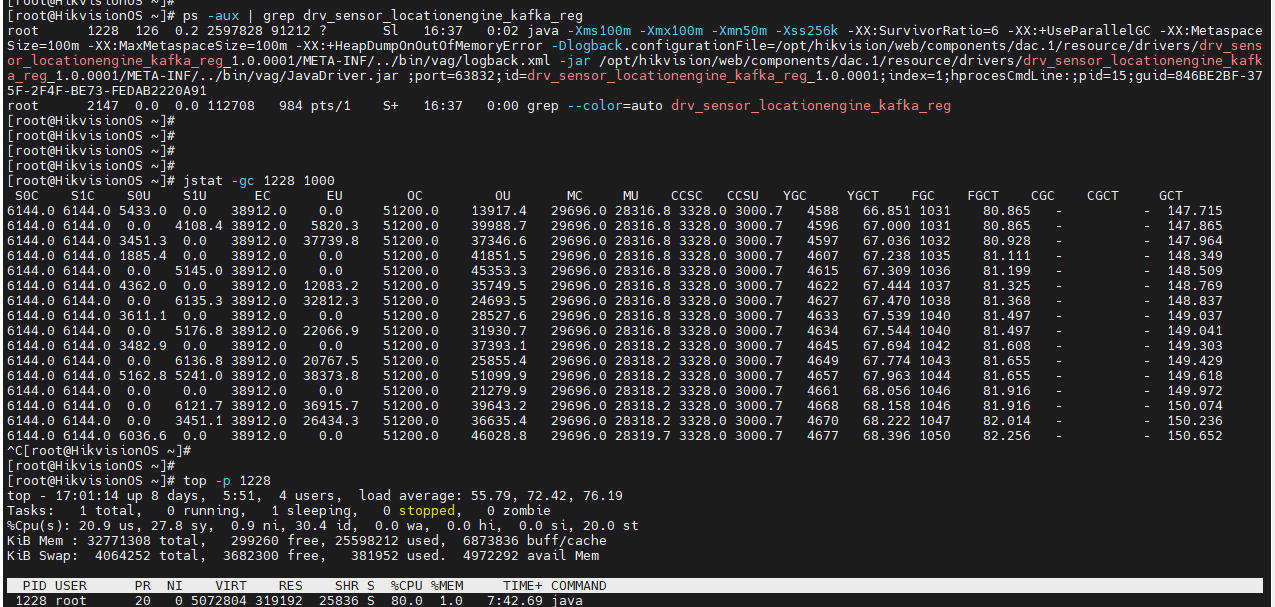 [root@HikvisionOS ~]#
[root@HikvisionOS ~]# ps -aux | grep drv_sensor_locationengine_kafka_reg
root      1228  126  0.2 2597828 91212 ?       Sl   16:37   0:02 java -Xms100m -Xmx100m -Xmn50m -Xss256k -XX:SurvivorRatio=6 -XX:+UseParallelGC -XX:Metaspace
Size=100m -XX:MaxMetaspaceSize=100m -XX:+HeapDumpOnOutOfMemoryError -Dlogback.configurationFile=/opt/hikvision/web/components/dac.1/resource/drivers/drv_sens
or_locationengine_kafka_reg_1.0.0001/META-INF/../bin/vag/logback.xml -jar /opt/hikvision/web/components/dac.1/resource/drivers/drv_sensor_locationengine_kafk
a_reg_1.0.0001/META-INF/../bin/vag/JavaDriver.jar ;port=63832;id=drv_sensor_locationengine_kafka_reg_1.0.0001;index=1;hprocesCmdLine:;pid=15;guid=846BE2BF-37
5F-2F4F-BE73-FEDAB2220A91
root      2147  0.0  0.0 112708   984 pts/1    S+   16:37   0:00 grep --color=auto drv_sensor_locationengine_kafka_reg
[root@HikvisionOS ~]#
[root@HikvisionOS ~]#
[root@HikvisionOS ~]#
[root@HikvisionOS ~]#
[root@HikvisionOS ~]# jstat -gc 1228 1000
S0C S1C S0U S1U EC EU OC OU MC MU CCSC CCSU YGC YGCT FGC FGCT CGC CGCT GCT
6144.0 6144.0 5433.0 0.0 38912.0 0.0 51200.0 13917.4 29696.0 28316.8 3328.0 3000.7 4588 66.851 1031 80.865 - - 147.715
6144.0 6144.0 0.0 4108.4 38912.0 5820.3 51200.0 39988.7 29696.0 28316.8 3328.0 3000.7 4596 67.000 1031 80.865 - - 147.865
6144.0 6144.0 3451.3 0.0 38912.0 37739.8 51200.0 37346.6 29696.0 28316.8 3328.0 3000.7 4597 67.036 1032 80.928 - - 147.964
6144.0 6144.0 1885.4 0.0 38912.0 0.0 51200.0 41851.5 29696.0 28316.8 3328.0 3000.7 4607 67.238 1035 81.111 - - 148.349
6144.0 6144.0 0.0 5145.0 38912.0 0.0 51200.0 45353.3 29696.0 28316.8 3328.0 3000.7 4615 67.309 1036 81.199 - - 148.509
6144.0 6144.0 4362.0 0.0 38912.0 12083.2 51200.0 35749.5 29696.0 28316.8 3328.0 3000.7 4622 67.444 1037 81.325 - - 148.769
6144.0 6144.0 0.0 6135.3 38912.0 32812.3 51200.0 24693.5 29696.0 28316.8 3328.0 3000.7 4627 67.470 1038 81.368 - - 148.837
6144.0 6144.0 3611.1 0.0 38912.0 0.0 51200.0 28527.6 29696.0 28316.8 3328.0 3000.7 4633 67.539 1040 81.497 - - 149.037
6144.0 6144.0 0.0 5176.8 38912.0 22066.9 51200.0 31930.7 29696.0 28316.8 3328.0 3000.7 4634 67.544 1040 81.497 - - 149.041
6144.0 6144.0 3482.9 0.0 38912.0 0.0 51200.0 37393.1 29696.0 28318.2 3328.0 3000.7 4645 67.694 1042 81.608 - - 149.303
6144.0 6144.0 0.0 6136.8 38912.0 20767.5 51200.0 25855.4 29696.0 28318.2 3328.0 3000.7 4649 67.774 1043 81.655 - - 149.429
6144.0 6144.0 5162.8 5241.0 38912.0 38373.8 51200.0 51099.9 29696.0 28318.2 3328.0 3000.7 4657 67.963 1044 81.655 - - 149.618
6144.0 6144.0 0.0 0.0 38912.0 0.0 51200.0 21279.9 29696.0 28318.2 3328.0 3000.7 4661 68.056 1046 81.916 - - 149.972
6144.0 6144.0 0.0 6121.7 38912.0 36915.7 51200.0 39643.2 29696.0 28318.2 3328.0 3000.7 4668 68.158 1046 81.916 - - 150.074
6144.0 6144.0 0.0 3451.1 38912.0 26434.3 51200.0 36635.4 29696.0 28318.2 3328.0 3000.7 4670 68.222 1047 82.014 - - 150.236
6144.0 6144.0 6036.6 0.0 38912.0 0.0 51200.0 46028.8 29696.0 28319.7 3328.0 3000.7 4677 68.396 1050 82.256 - - 150.652
^C[root@HikvisionOS ~]#
[root@HikvisionOS ~]#
[root@HikvisionOS ~]# top -p 1228
top - 17:01:14 up 8 days,  5:51,  4 users,  load average: 55.79, 72.42, 76.19
Tasks:   1 total,   0 running,   1 sleeping,   0 stopped,   0 zombie
%Cpu(s): 20.9 us, 27.8 sy,  0.9 ni, 30.4 id,  0.0 wa,  0.0 hi,  0.0 si, 20.0 st
KiB Mem : 32771308 total,   299260 free, 25598212 used,  6873836 buff/cache
KiB Swap:  4064252 total,  3682300 free,   381952 used.  4972292 avail Mem
PID USER      PR  NI    VIRT    RES    SHR S  %CPU %MEM     TIME+ COMMAND
1228 root      20   0 5072804 319192  25836 S  80.0  1.0   7:42.69 java